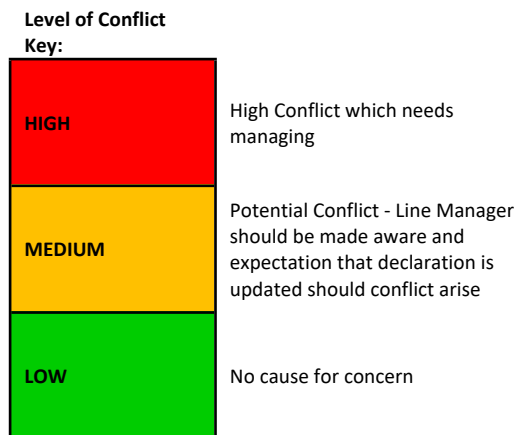 Level of Conflict
Key:
HIGH
High Conflict which needs
managing
MEDIUM
Potential Conflict - Line Manager
should be made aware and
expectation that declaration is
updated should conflict arise
LOW
No cause for concern